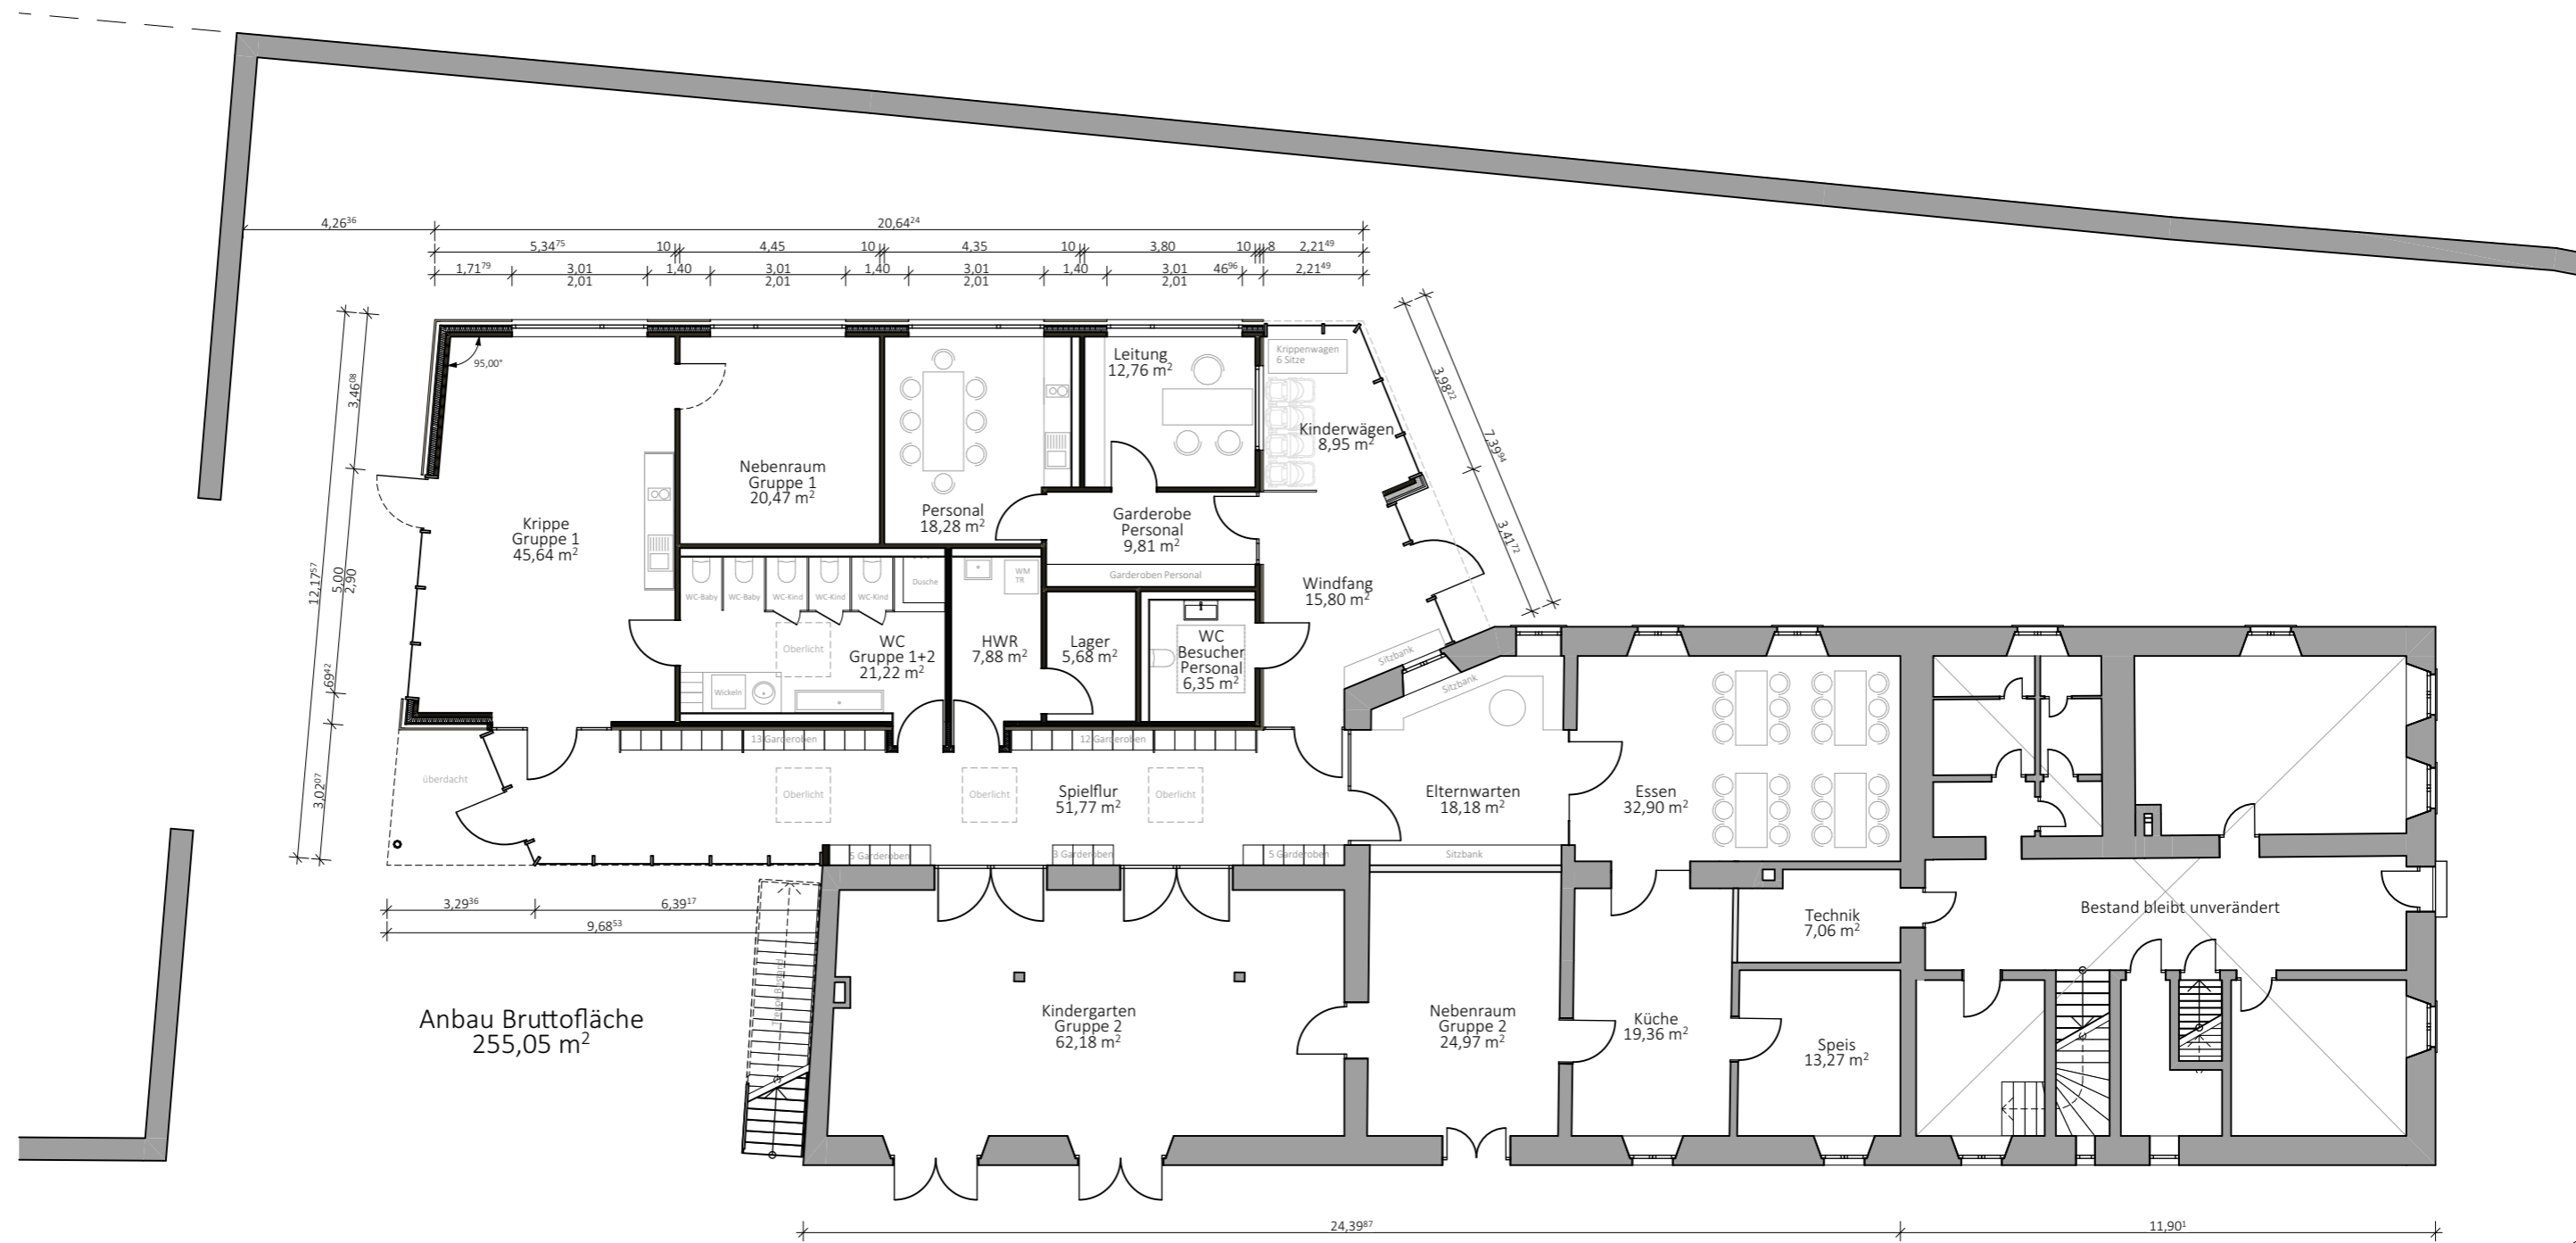 4,26³⁶
20,64²⁴
5,34⁷⁵
10
4,45
10
4,35
10
3,80
10
8
2,21⁴⁹
1,71⁷⁹
3,01
2,01
1,40
3,01
2,01
1,40
3,01
2,01
1,40
3,01
2,01
46⁹⁶
2,21⁴⁹
95,00°
3,46⁰⁸
12,17⁵⁷
5,00
2,90
69⁴²
3,02⁰⁷
3,98²²
7,39⁹⁴
3,41⁷²
Krippe
Gruppe 1
45,64 m²
Nebenraum
Gruppe 1
20,47 m²
Personal
18,28 m²
Leitung
12,76 m²
Krippenwagen
6 Sitze
Kinderwägen
8,95 m²
Garderobe
Personal
9,81 m²
Garderoben Personal
Windfang
15,80 m²
WC-Baby
WC-Baby
WC-Kind
WC-Kind
WC-Kind
Dusche
WM
TR
Oberlicht
Wickeln
WC
Gruppe 1+2
21,22 m²
HWR
7,88 m²
Lager
5,68 m²
WC
Besucher
Personal
6,35 m²
Sitzbank
Sitzbank
13 Garderoben
12 Garderoben
überdacht
Oberlicht
Oberlicht
Oberlicht
Spielflur
51,77 m²
Elternwarten
18,18 m²
Essen
32,90 m²
5 Garderoben
3 Garderoben
5 Garderoben
Sitzbank
3,29³⁶
6,39¹⁷
9,68⁵³
Technik
7,06 m²
Bestand bleibt unverändert
Anbau Bruttofläche
255,05 m²
Kindergarten
Gruppe 2
62,18 m²
Nebenraum
Gruppe 2
24,97 m²
Küche
19,36 m²
Speis
13,27 m²
24,39⁸⁷
11,90¹